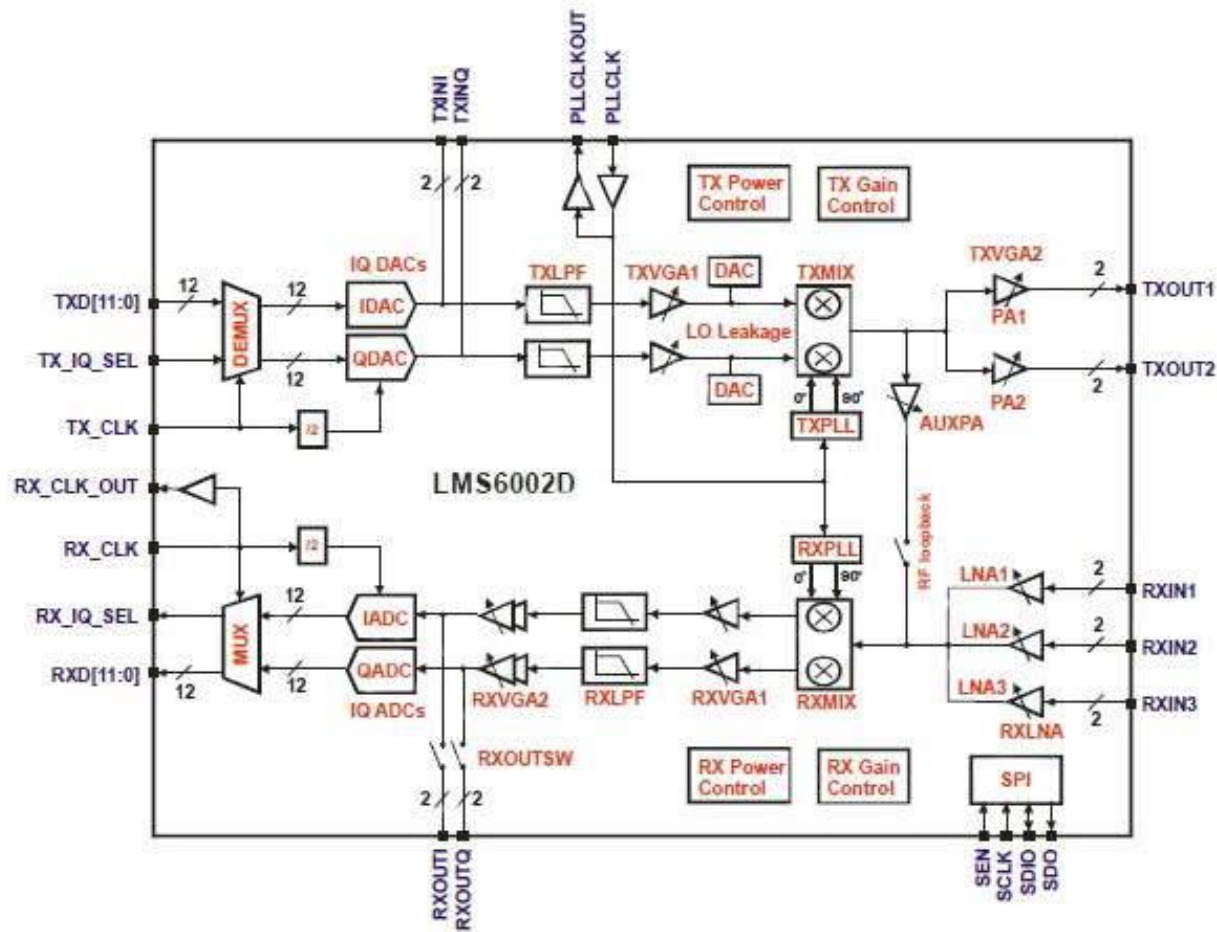 TXINI
TXINQ
PLLCLKOUT
PLLCLK
2
2
TX Power
Control
TX Gain
Control
IQ DACs
TXLPF
TXVGA1
DAC
TXMIX
TXVGA2
TXD[11:0]
12
DEMUX
12
IDAC
2
TXOUT1
PA1
LO Leakage
TX_IQ_SEL
12
QDAC
DAC
0°
90°
PA2
2
TXOUT2
TX_CLK
/2
TXPLL
AUXPA
RX_CLK_OUT
LMS6002D
RX_CLK
/2
RXPLL
0°
90°
RF loopback
LNA1
2
RXIN1
RX_IQ_SEL
MUX
12
IADC
LNA2
2
RXIN2
RXD[11:0]
12
12
QADC
IQ ADCs
RXVGA2
RXLPF
RXVGA1
RXMIX
LNA3
2
RXIN3
RXLNA
RXOUTSW
2
2
RX Power
Control
RX Gain
Control
SPI
RXOUTI
RXOUTQ
SEN
SCLK
SDIO
SDO